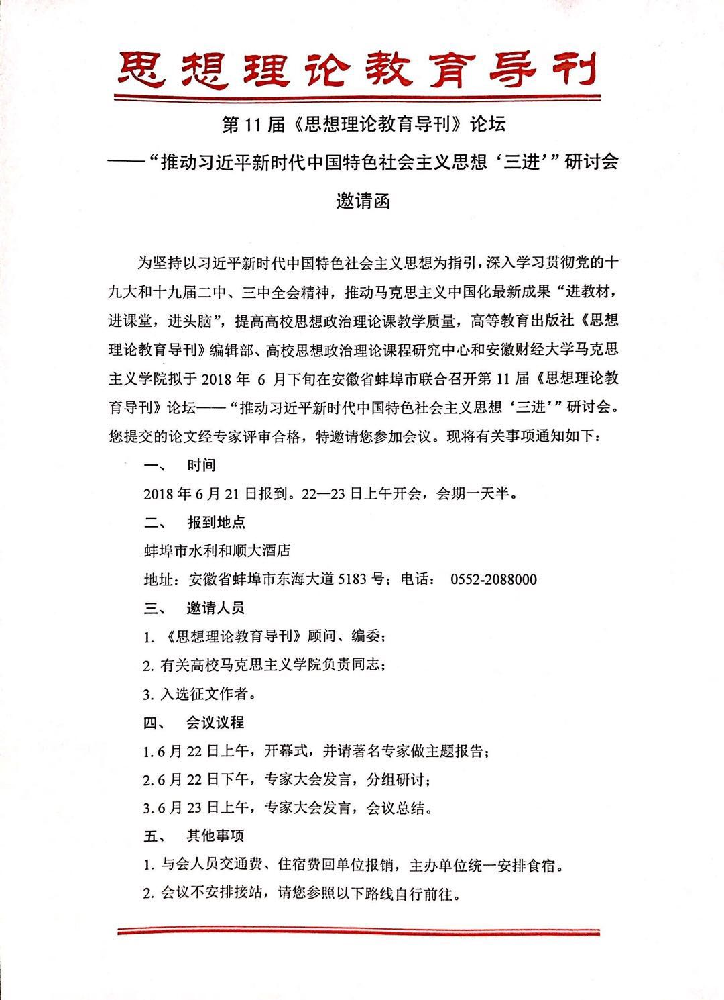 思想理论教育导刊
第 11 届《思想理论教育导刊》论坛
——“推动习近平新时代中国特色社会主义思想‘三进’”研讨会
邀请函
为坚持以习近平新时代中国特色社会主义思想为指引，深入学习贯彻党的十
九大和十九届二中、三中全会精神，推动马克思主义中国化最新成果“进教材，
进课堂，进头脑”，提高高校思想政治理论课教学质量，高等教育出版社《思想
理论教育导刊》编辑部、高校思想政治理论课程研究中心和安徽财经大学马克思
主义学院拟于 2018 年 6 月下旬在安徽省蚌埠市联合召开第 11 届《思想理论教
育导刊》论坛——“推动习近平新时代中国特色社会主义思想‘三进’”研讨会。
您提交的论文经专家评审合格，特邀请您参加会议。现将有关事项通知如下：
一、 时间
2018 年 6 月 21 日报到。22—23 日上午开会，会期一天半。
二、 报到地点
蚌埠市水利和顺大酒店
地址：安徽省蚌埠市东海大道 5183 号；电话： 0552-2088000
三、 邀请人员
1. 《思想理论教育导刊》顾问、编委；
2. 有关高校马克思主义学院负责同志；
3. 入选征文作者。
四、 会议议程
1. 6 月 22 日上午，开幕式，并请著名专家做主题报告；
2. 6 月 22 日下午，专家大会发言，分组研讨；
3. 6 月 23 日上午，专家大会发言，会议总结。
五、 其他事项
1. 与会人员交通费、住宿费回单位报销，主办单位统一安排食宿。
2. 会议不安排接站，请您参照以下路线自行前往。